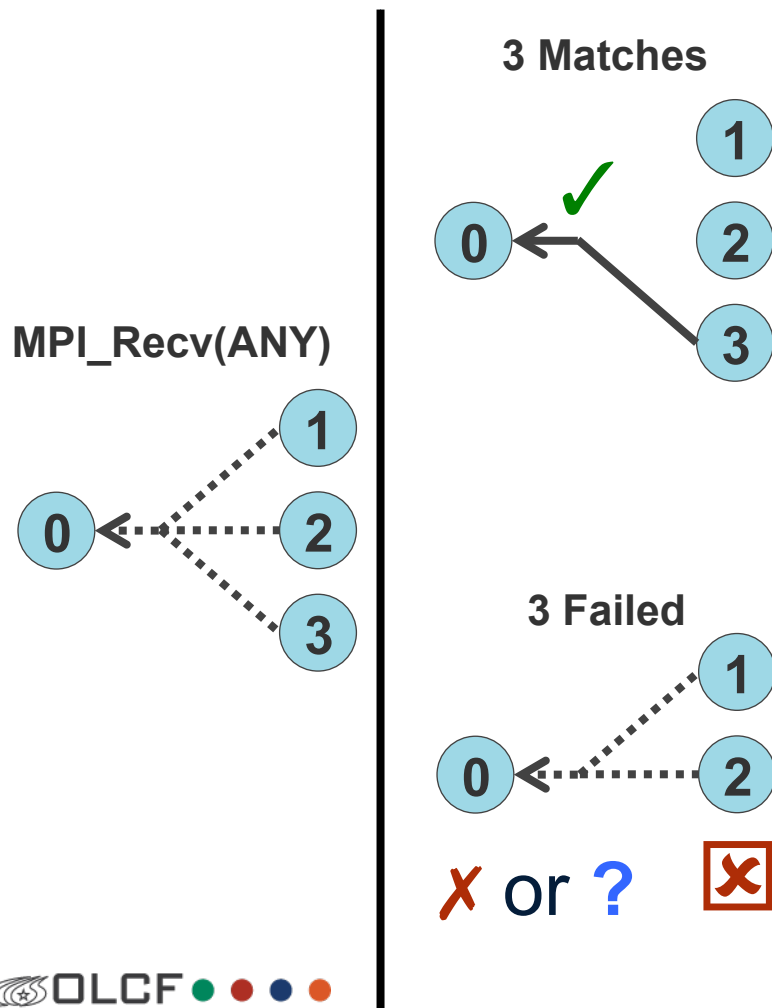 MPI_Recv(ANY)
0
1
2
3
OLCF
3 Matches
0
1
2
3
3 Failed
0
1
2
✗ or ?